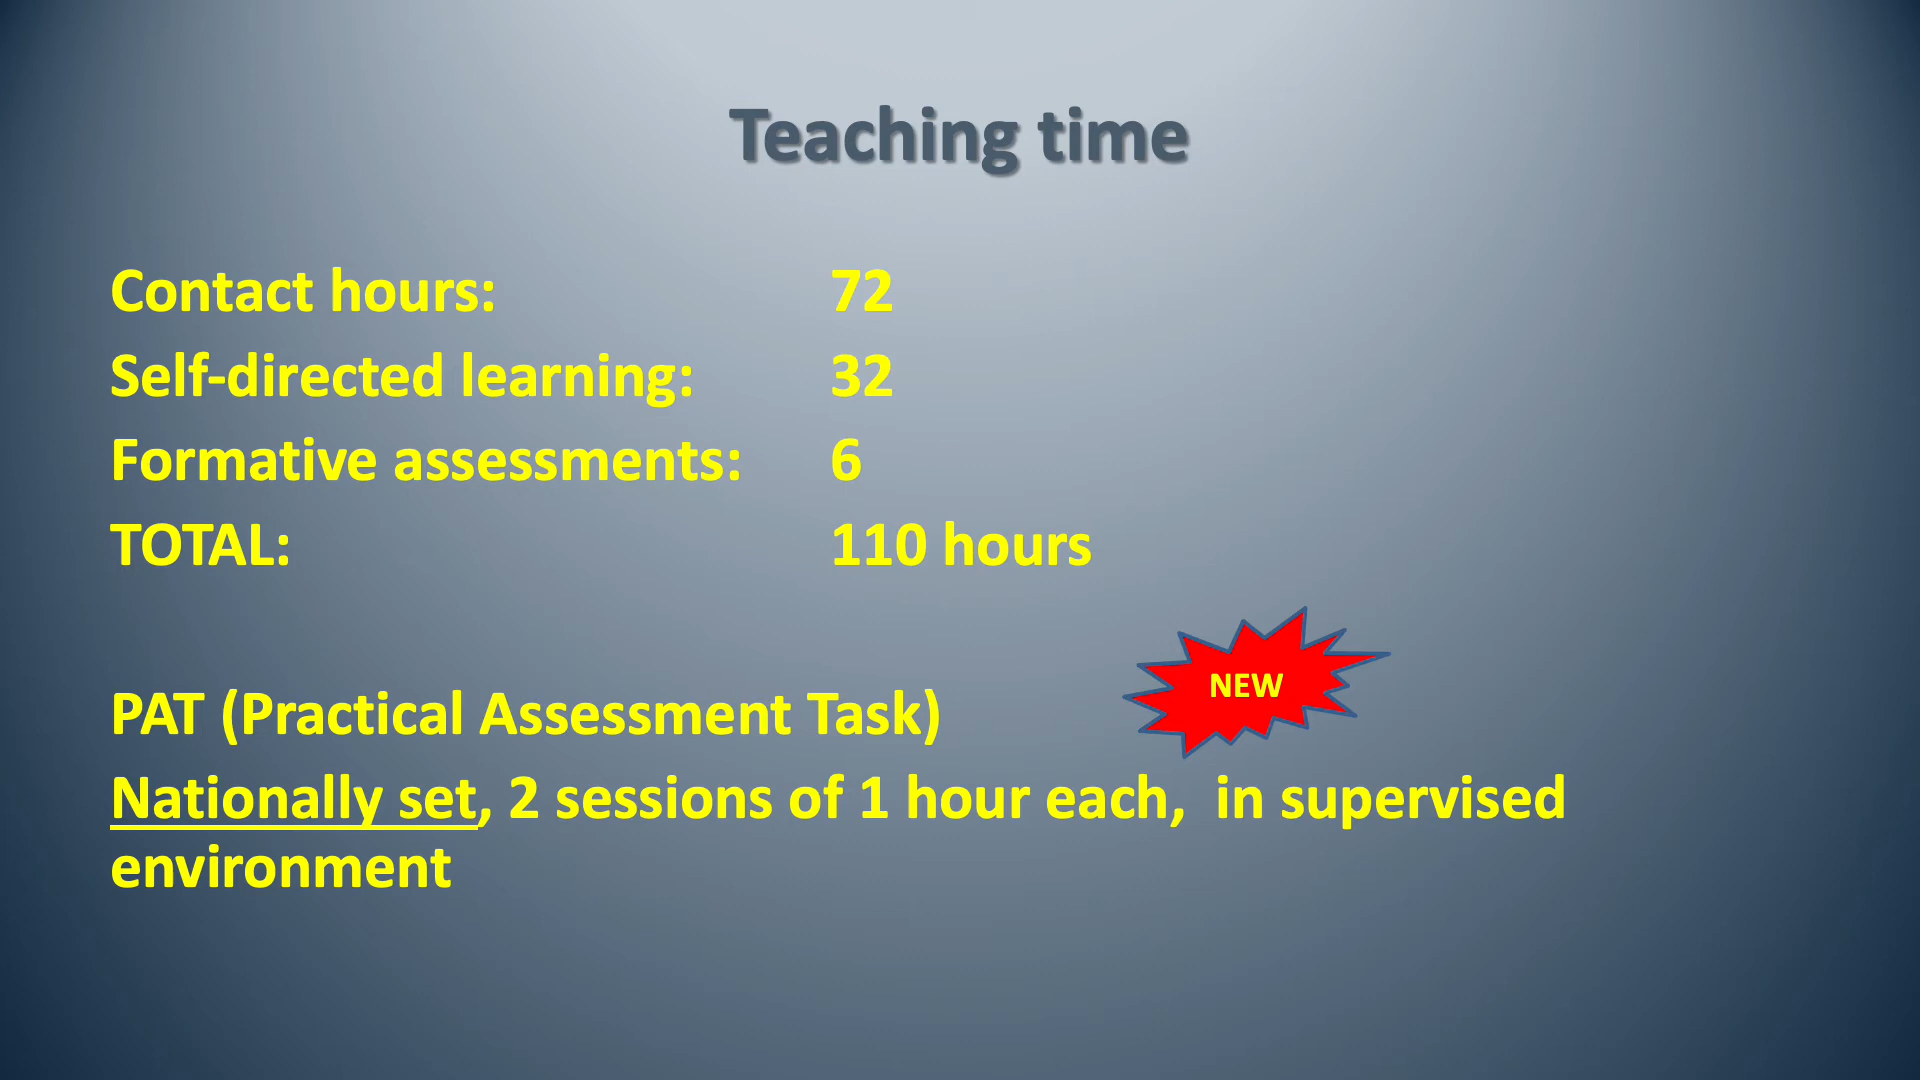 Teaching time
Contact hours: 72
Self-directed learning: 32
Formative assessments: 6
TOTAL: 110 hours
NEW
PAT (Practical Assessment Task)
Nationally set, 2 sessions of 1 hour each,  in supervised
environment